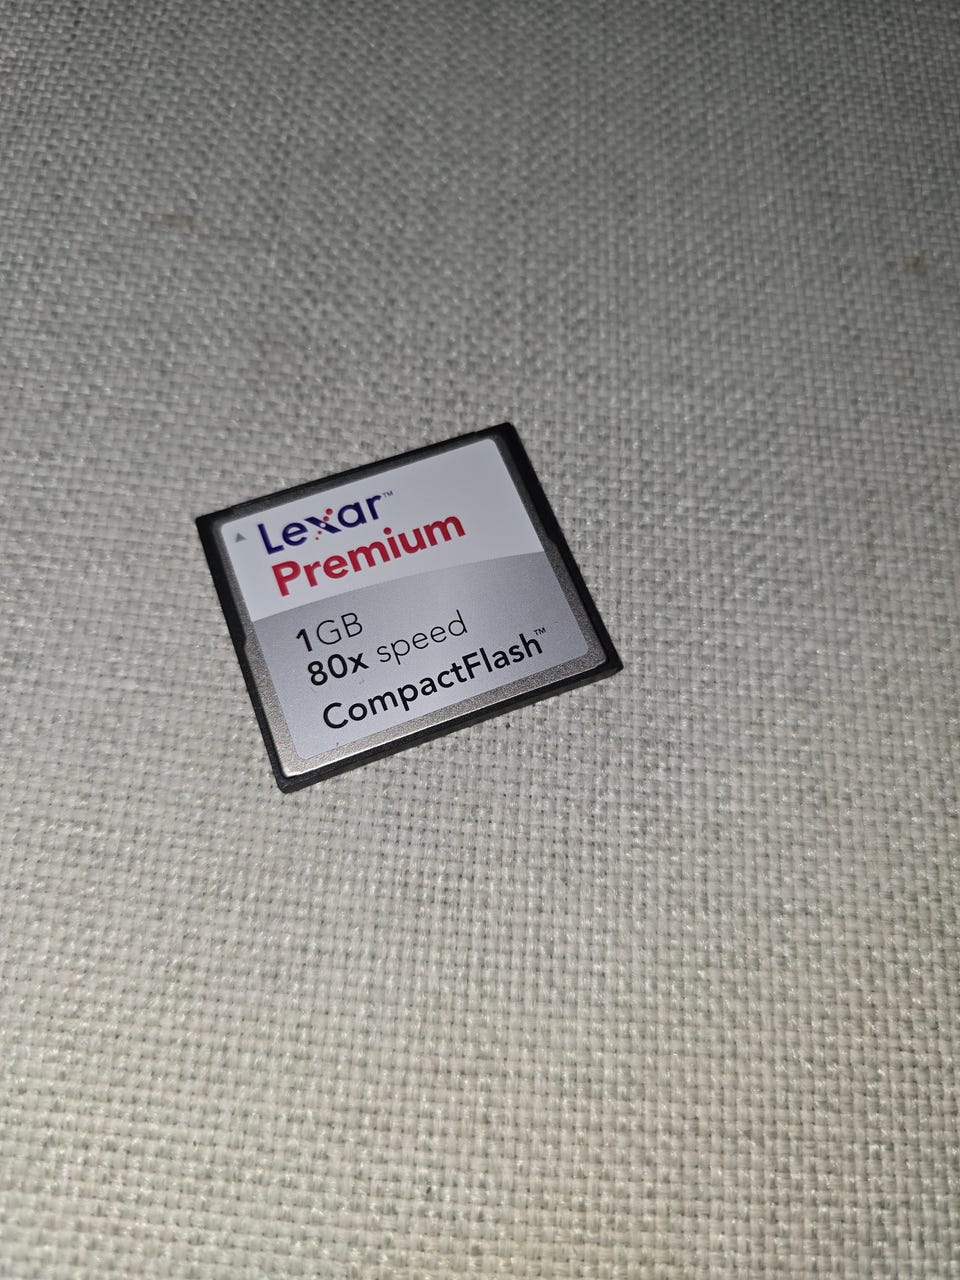 Lexar™
Premium
1GB
80x speed
CompactFlash™